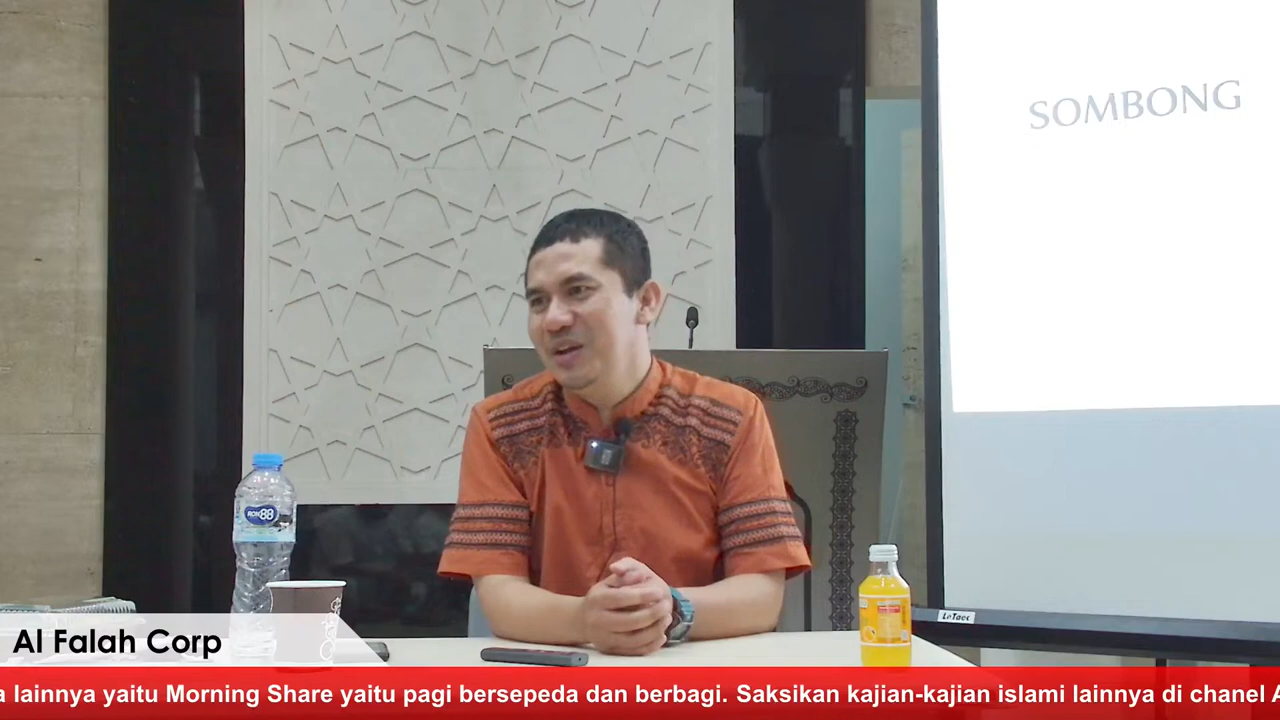 SOMBONG
RON88
LaTaec
Al Falah Corp
a lainnya yaitu Morning Share yaitu pagi bersepeda dan berbagi. Saksikan kajian-kajian islami lainnya di chanel A